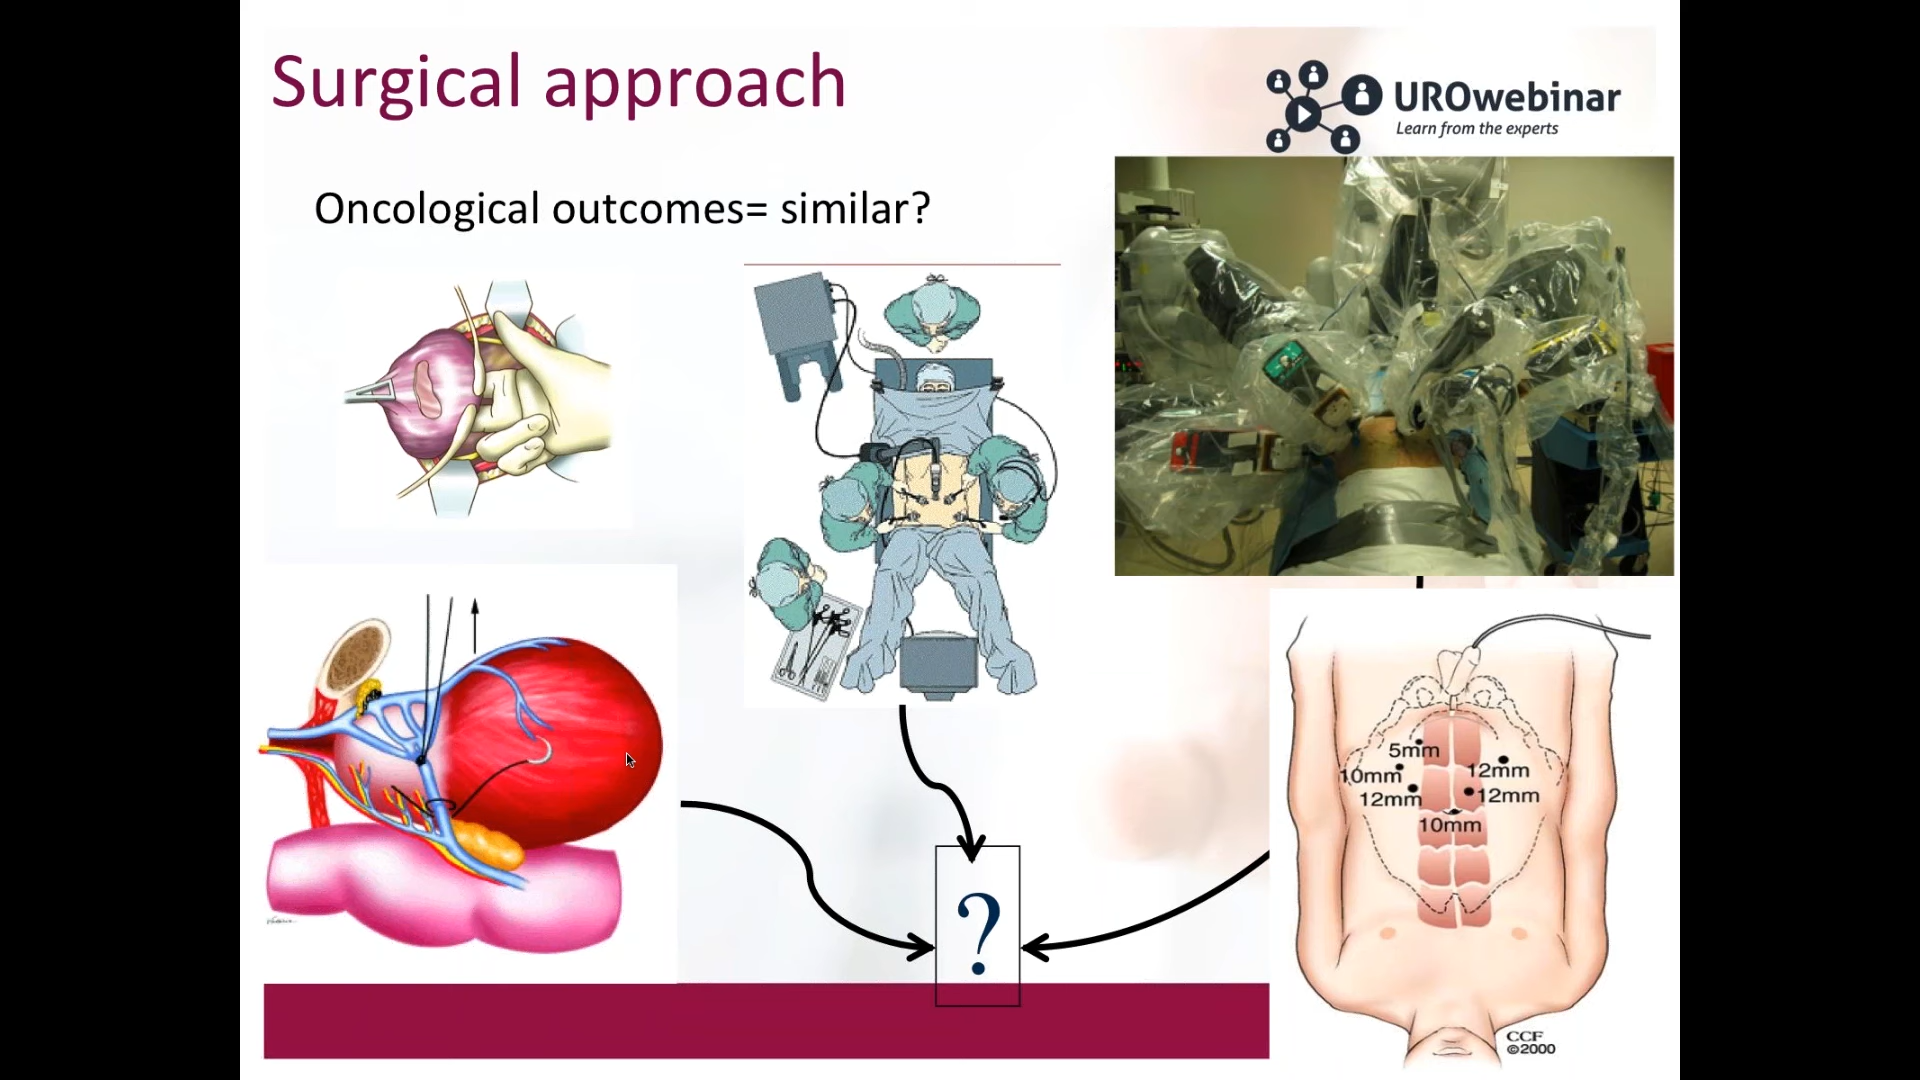 Surgical approach
UROwebinar
Learn from the experts
Oncological outcomes= similar?
5mm
10mm
12mm
12mm
12mm
10mm
?
CCF
©2000